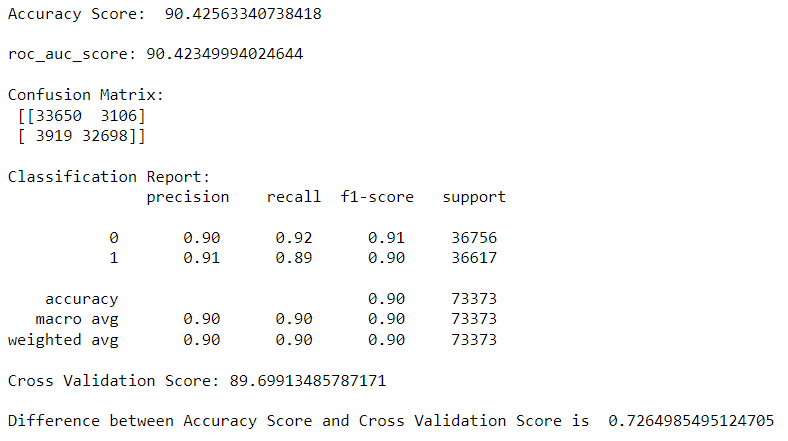 Accuracy Score:  90.42563340738418
roc_auc_score: 90.42349994024644
Confusion Matrix:
 [[33650  3106]
 [ 3919 32698]]
Classification Report:
               precision    recall  f1-score   support
           0       0.90      0.92      0.91     36756
           1       0.91      0.89      0.90     36617
    accuracy                           0.90     73373
   macro avg       0.90      0.90      0.90     73373
weighted avg       0.90      0.90      0.90     73373
Cross Validation Score: 89.69913485787171
Difference between Accuracy Score and Cross Validation Score is  0.7264985495124705